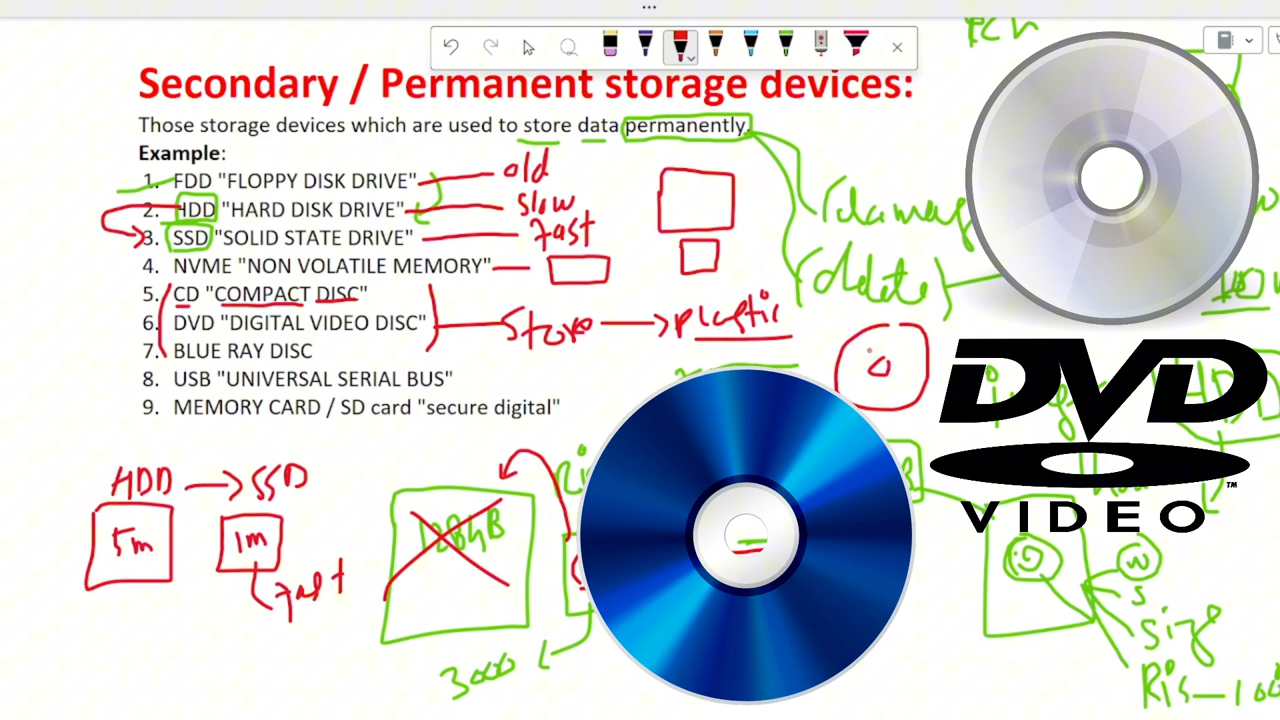 Secondary / Permanent storage devices:
Those storage devices which are used to store data permanently.
Example:
1. FDD "FLOPPY DISK DRIVE" old
2. HDD "HARD DISK DRIVE" slow
3. SSD "SOLID STATE DRIVE" fast
4. NVME "NON VOLATILE MEMORY"
5. CD "COMPACT DISC"
6. DVD "DIGITAL VIDEO DISC" Store plastic
7. BLUE RAY DISC
8. USB "UNIVERSAL SERIAL BUS"
9. MEMORY CARD / SD card "secure digital"
DVD
VIDEO
TM
HDD SSD
5m 1m 128GB
fast
3000
Size